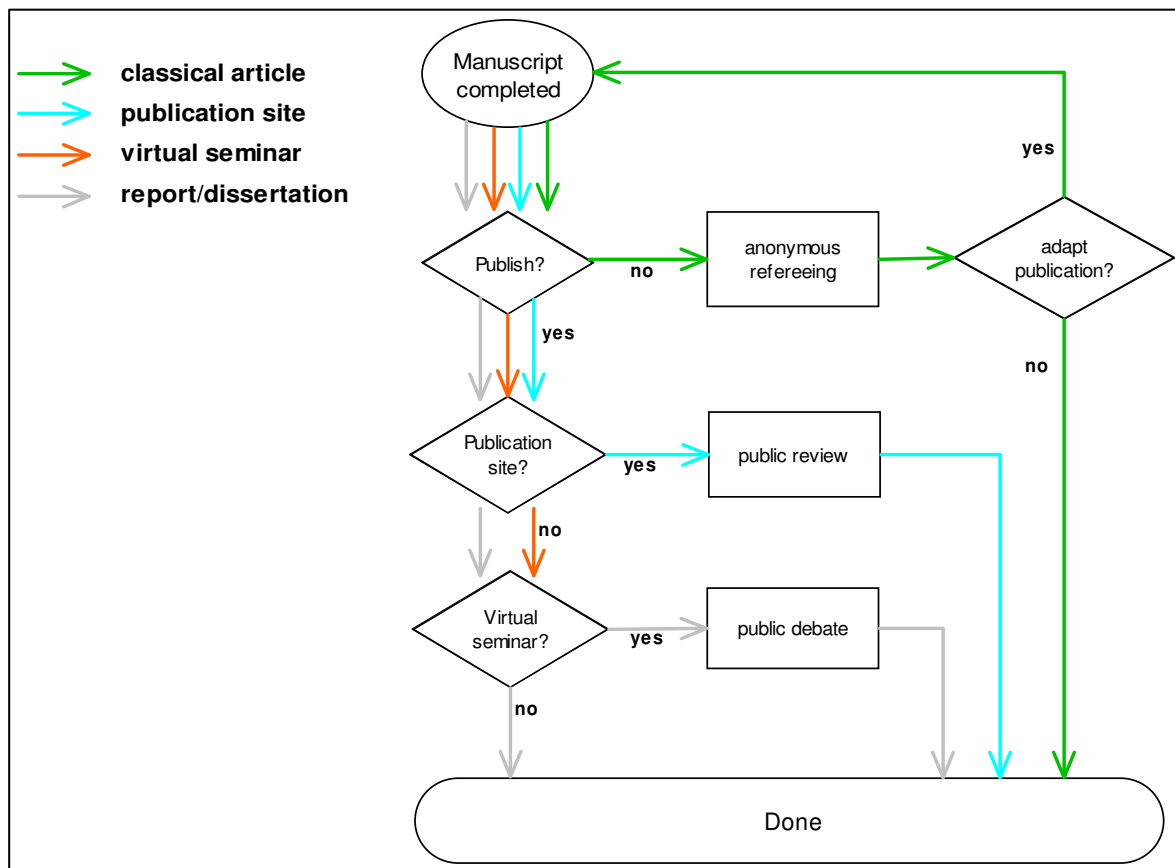 classical article
publication site
virtual seminar
report/dissertation
Manuscript
completed
yes
Publish?
no
anonymous
refereeing
adapt
publication?
yes
no
Publication
site?
yes
public review
no
Virtual
seminar?
yes
public debate
no
Done